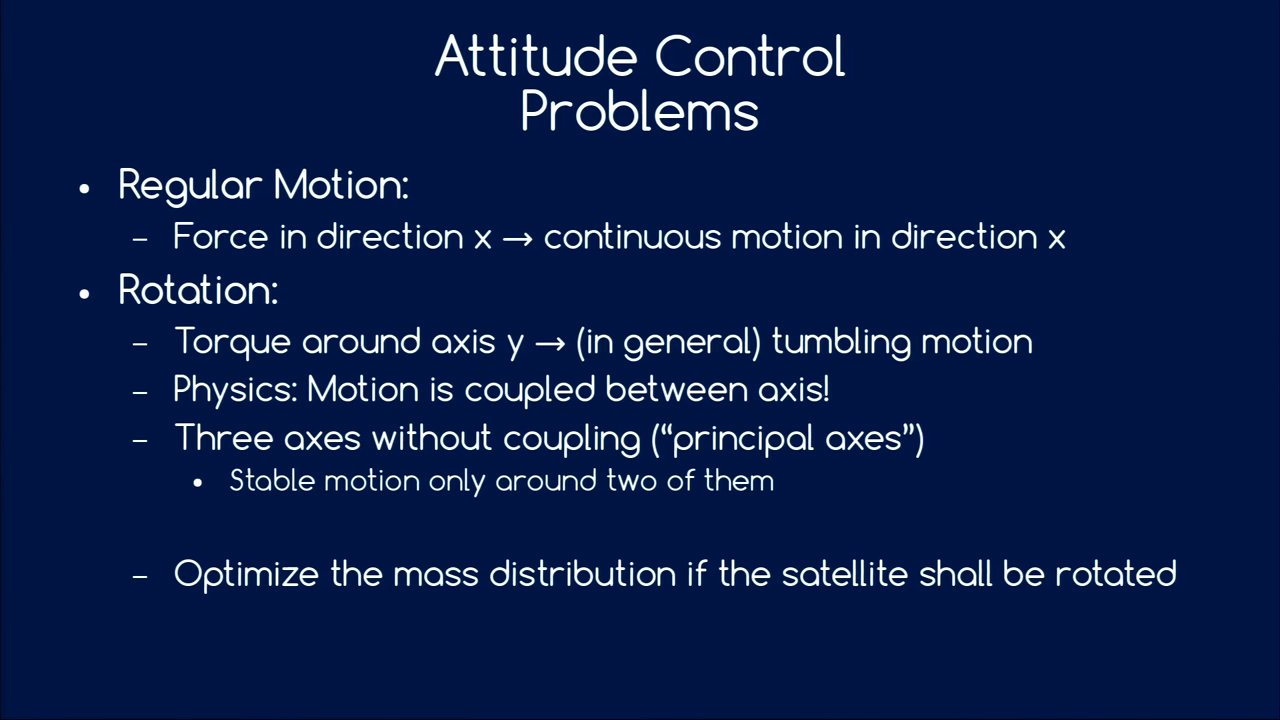 Attitude Control
Problems
• Regular Motion:
– Force in direction x → continuous motion in direction x
• Rotation:
– Torque around axis y → (in general) tumbling motion
– Physics: Motion is coupled between axis!
– Three axes without coupling (“principal axes”)
• Stable motion only around two of them
– Optimize the mass distribution if the satellite shall be rotated